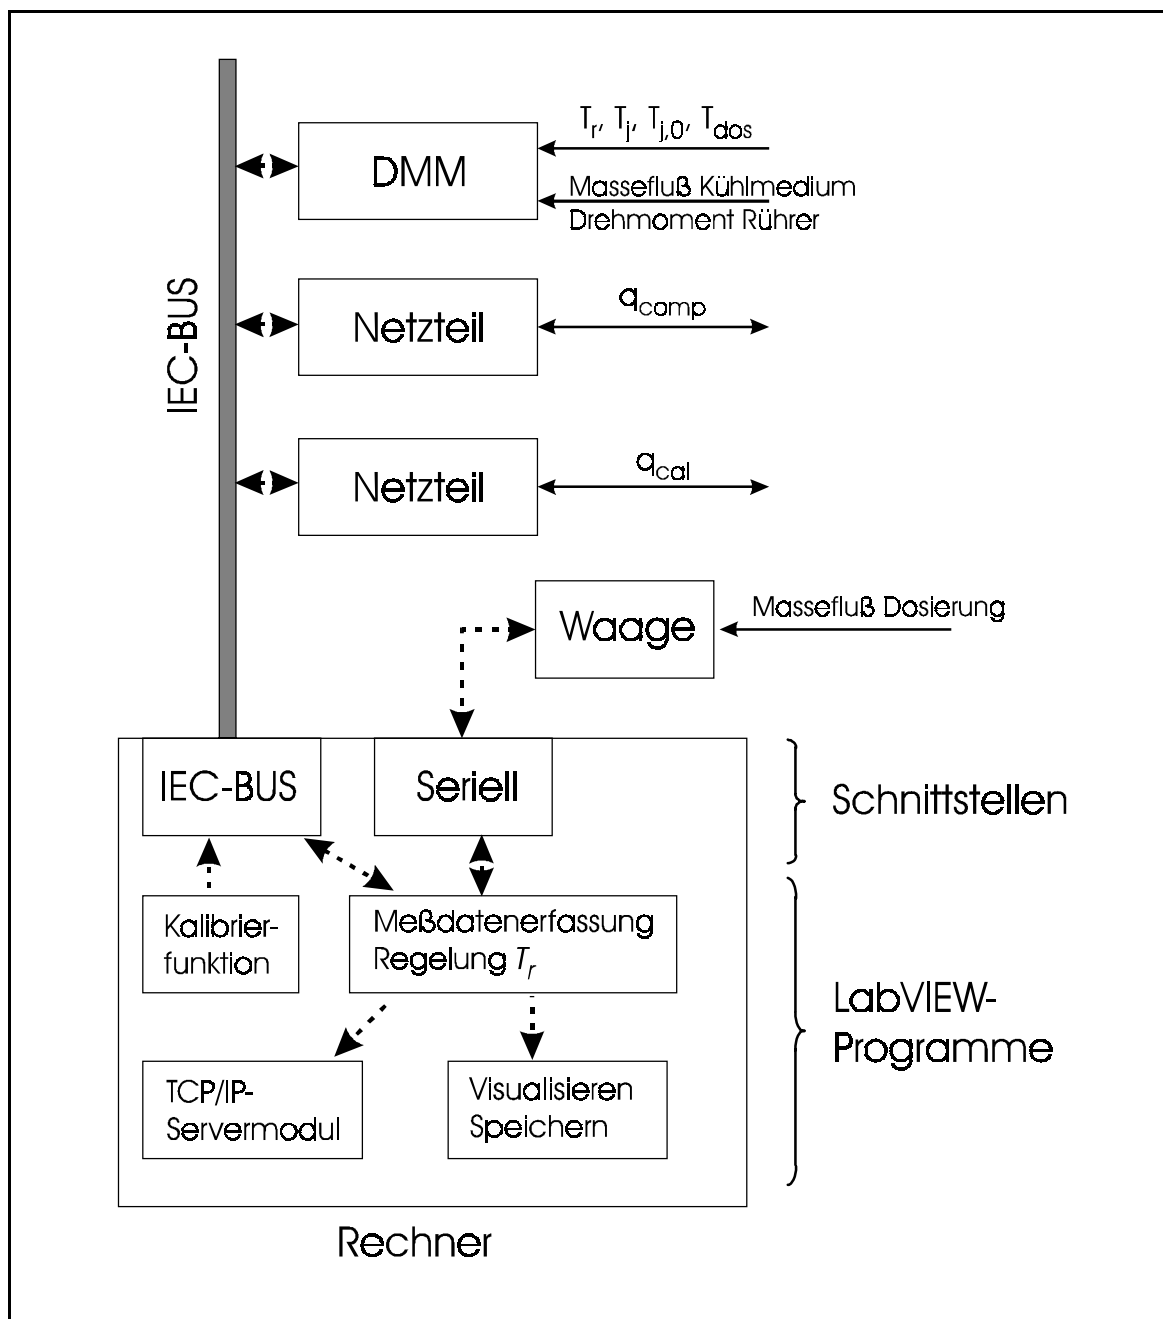 T_r, T_j, T_j,0, T_dos
DMM
Massefluß Kühlmedium
Drehmoment Rührer
IEC-BUS
q_comp
Netzteil
q_cal
Netzteil
Massefluß Dosierung
Waage
IEC-BUS
Seriell
Schnittstellen
Kalibrier-
funktion
Meßdatenerfassung
Regelung T_r
LabVIEW-
Programme
TCP/IP-
Servermodul
Visualisieren
Speichern
Rechner